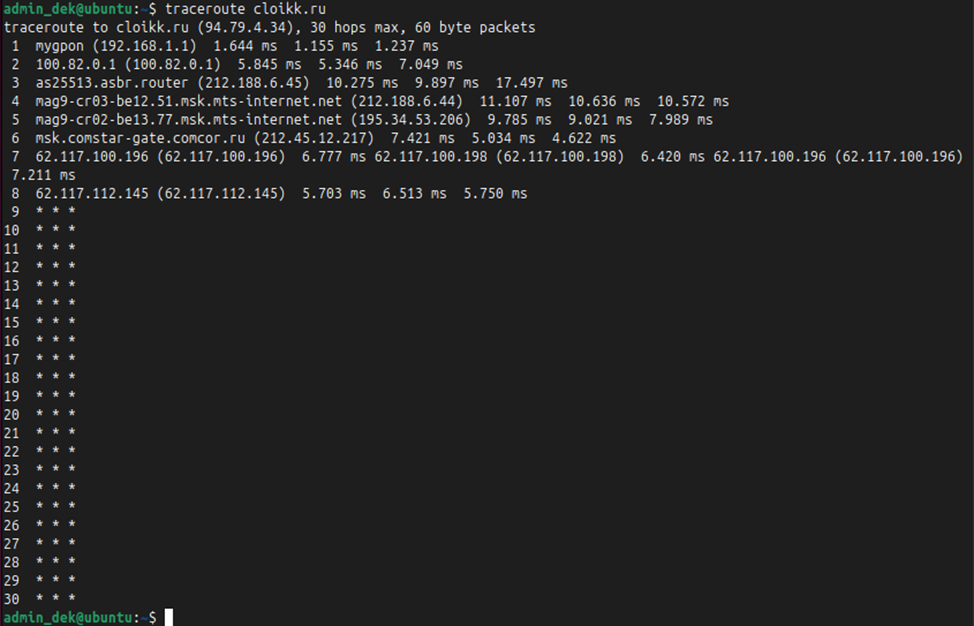 admin_dek@ubuntu:~$ traceroute cloikk.ru
traceroute to cloikk.ru (94.79.4.34), 30 hops max, 60 byte packets
 1  mygpon (192.168.1.1)  1.644 ms  1.155 ms  1.237 ms
 2  100.82.0.1 (100.82.0.1)  5.845 ms  5.346 ms  7.049 ms
 3  as25513.asbr.router (212.188.6.45)  10.275 ms  9.897 ms  17.497 ms
 4  mag9-cr03-be12.51.msk.mts-internet.net (212.188.6.44)  11.107 ms  10.636 ms  10.572 ms
 5  mag9-cr02-be13.77.msk.mts-internet.net (195.34.53.206)  9.785 ms  9.021 ms  7.989 ms
 6  msk.comstar-gate.comcor.ru (212.45.12.217)  7.421 ms  5.034 ms  4.622 ms
 7  62.117.100.196 (62.117.100.196)  6.777 ms 62.117.100.198 (62.117.100.198)  6.420 ms 62.117.100.196 (62.117.100.196)
 7.211 ms
 8  62.117.112.145 (62.117.112.145)  5.703 ms  6.513 ms  5.750 ms
 9  * * *
10  * * *
11  * * *
12  * * *
13  * * *
14  * * *
15  * * *
16  * * *
17  * * *
18  * * *
19  * * *
20  * * *
21  * * *
22  * * *
23  * * *
24  * * *
25  * * *
26  * * *
27  * * *
28  * * *
29  * * *
30  * * *
admin_dek@ubuntu:~$